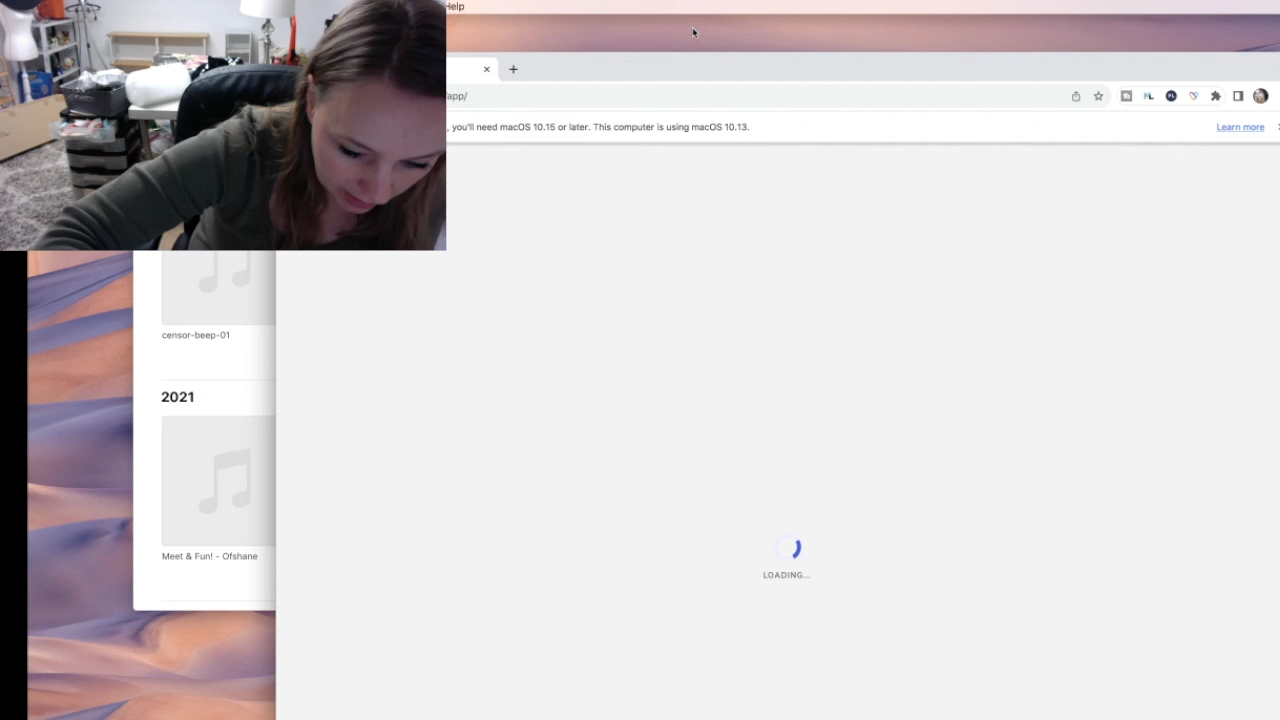 Help
app/
, you'll need macOS 10.15 or later. This computer is using macOS 10.13.
Learn more
censor-beep-01
2021
Meet & Fun! - Ofshane
LOADING...